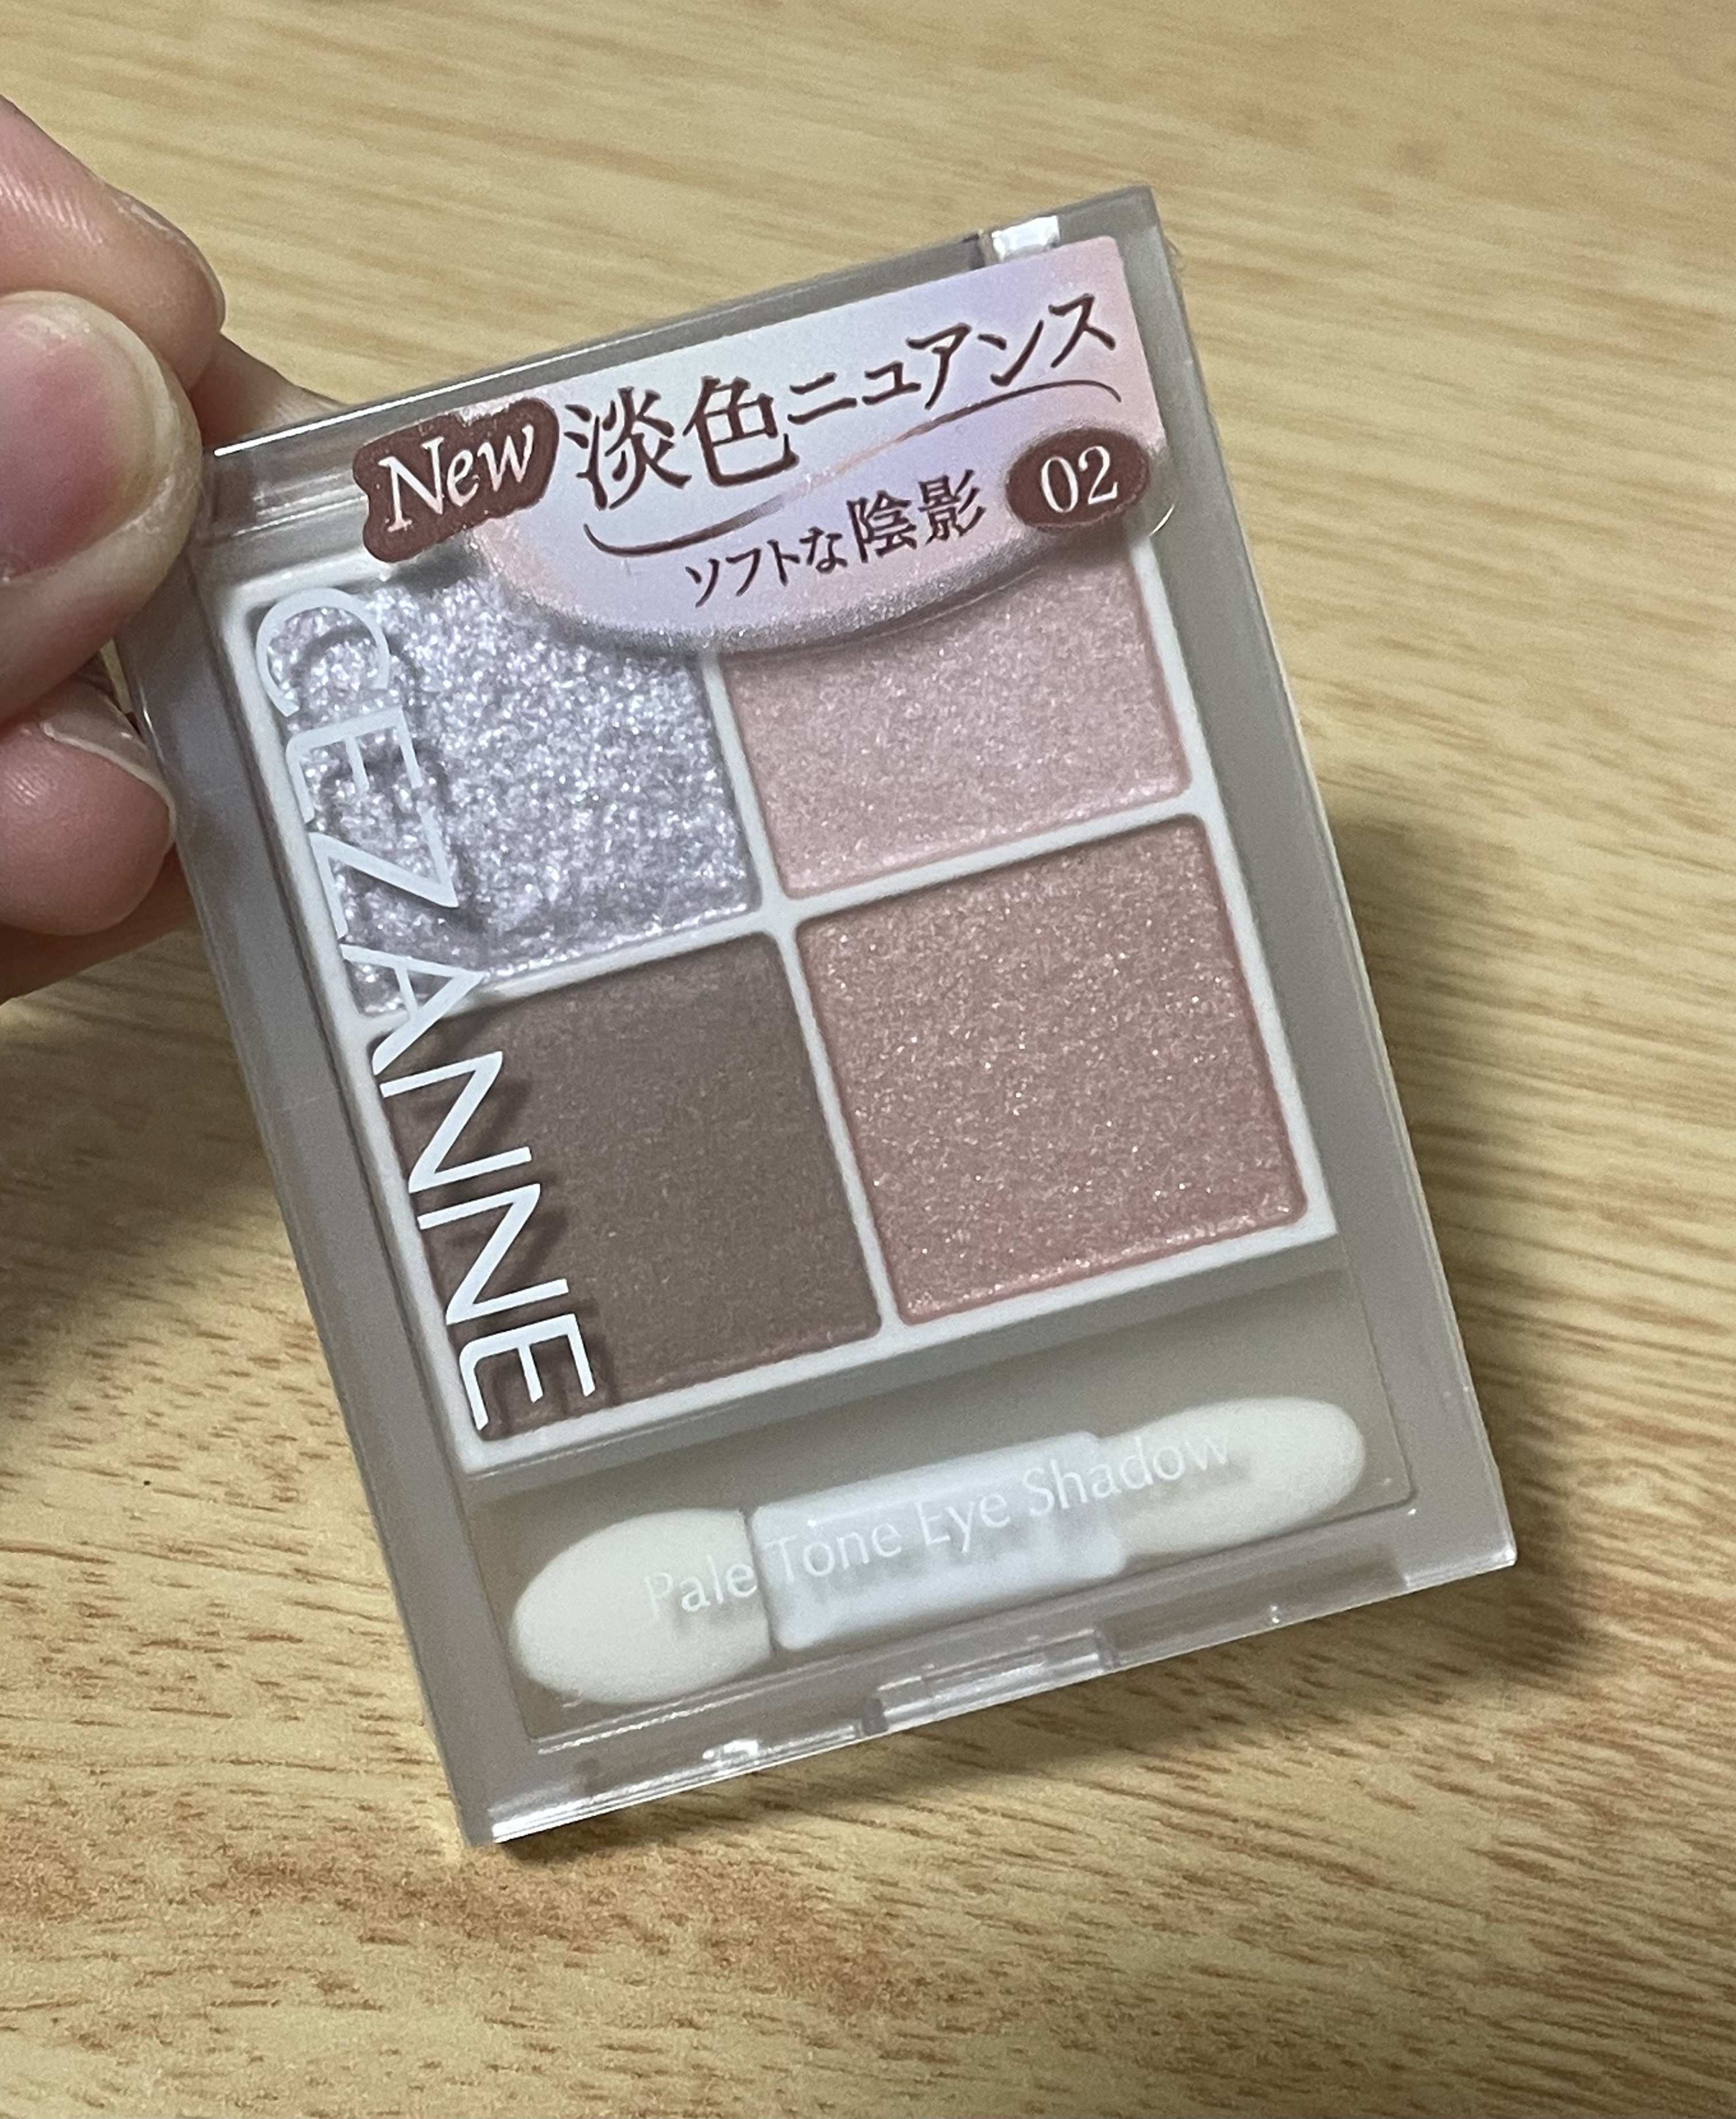 New
淡色ニュアンス
ソフトな陰影
02
CEZANNE
Pale Tone Eye Shadow